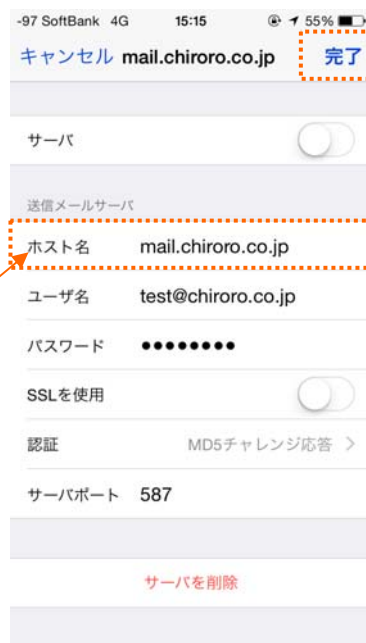 -97 SoftBank 4G 15:15 55%
キャンセル mail.chiroro.co.jp 完了
サーバ
送信メールサーバ
ホスト名 mail.chiroro.co.jp
ユーザ名 test@chiroro.co.jp
パスワード ●●●●●●●●
SSLを使用
認証 MD5チャレンジ応答 >
サーバポート 587
サーバを削除